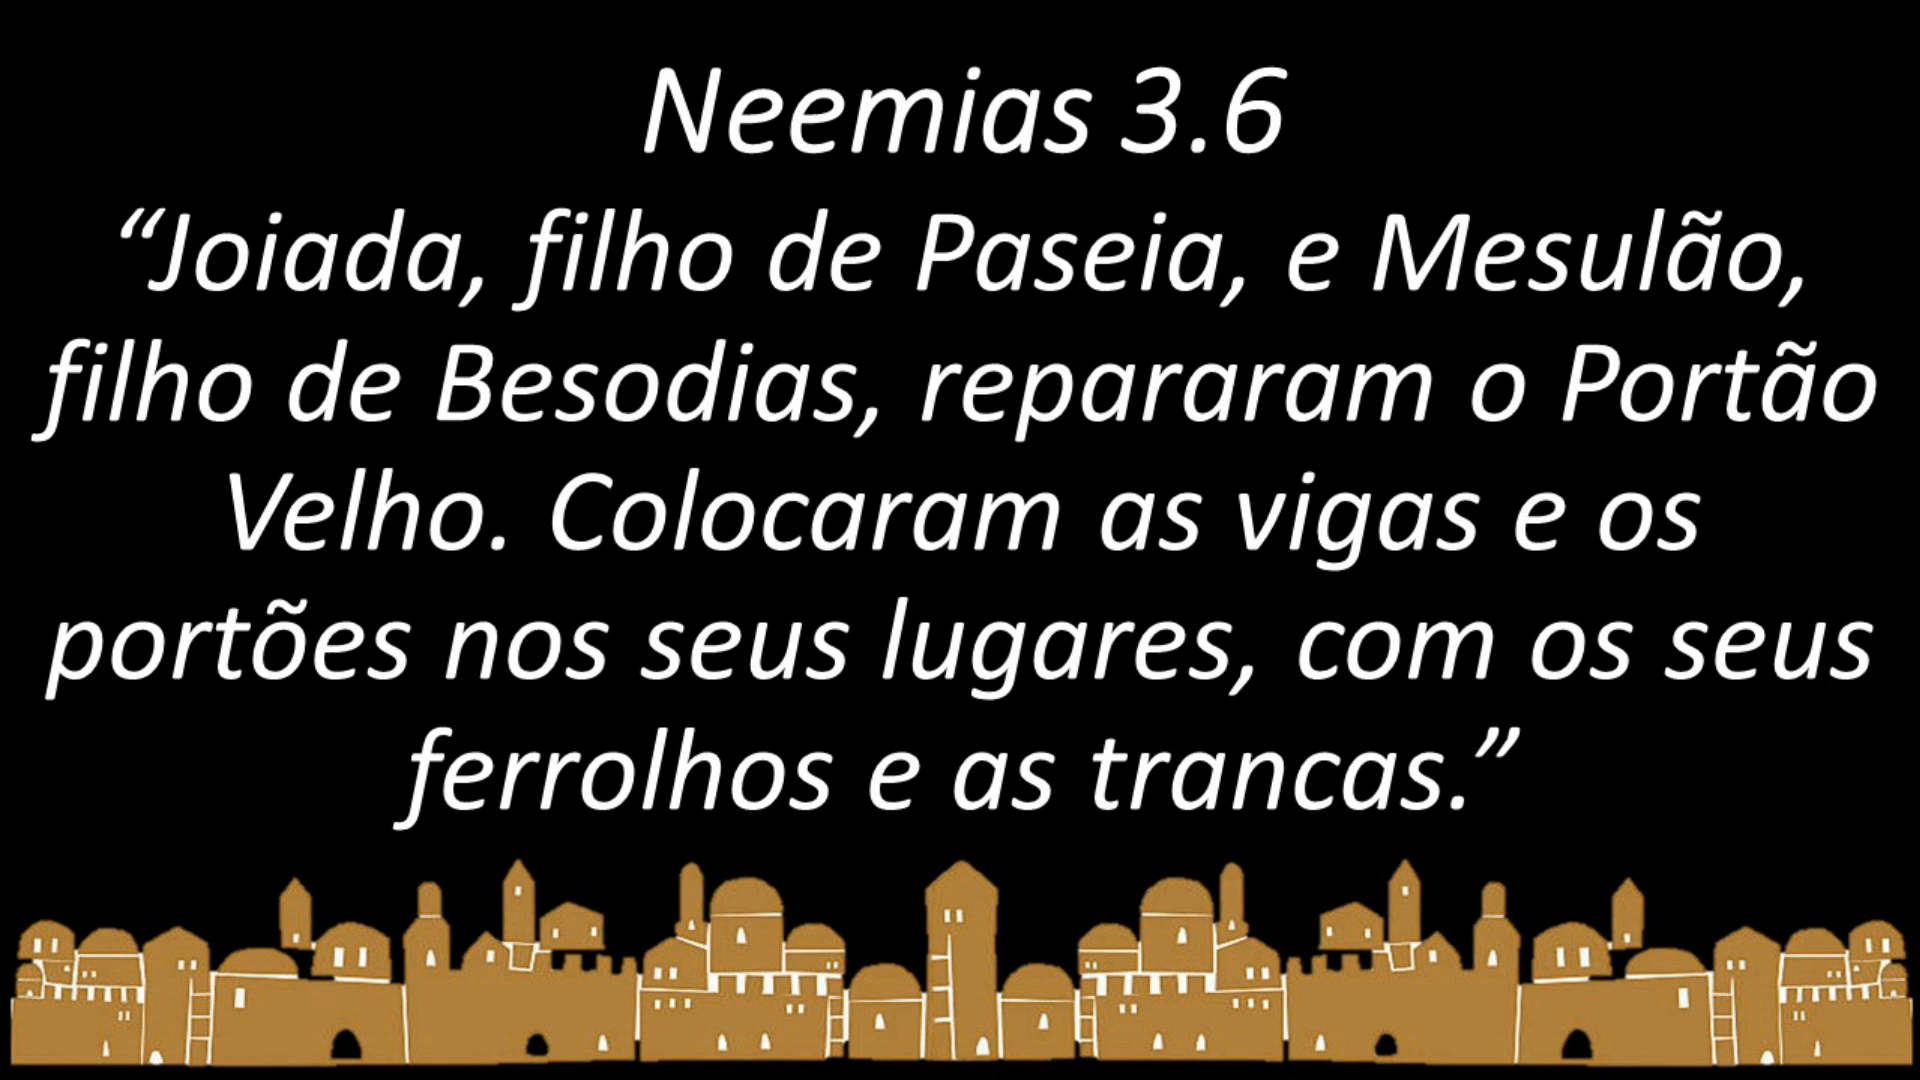 Neemias 3.6
“Joiada, filho de Paseia, e Mesulão,
filho de Besodias, repararam o Portão
Velho. Colocaram as vigas e os
portões nos seus lugares, com os seus
ferrolhos e as trancas.”